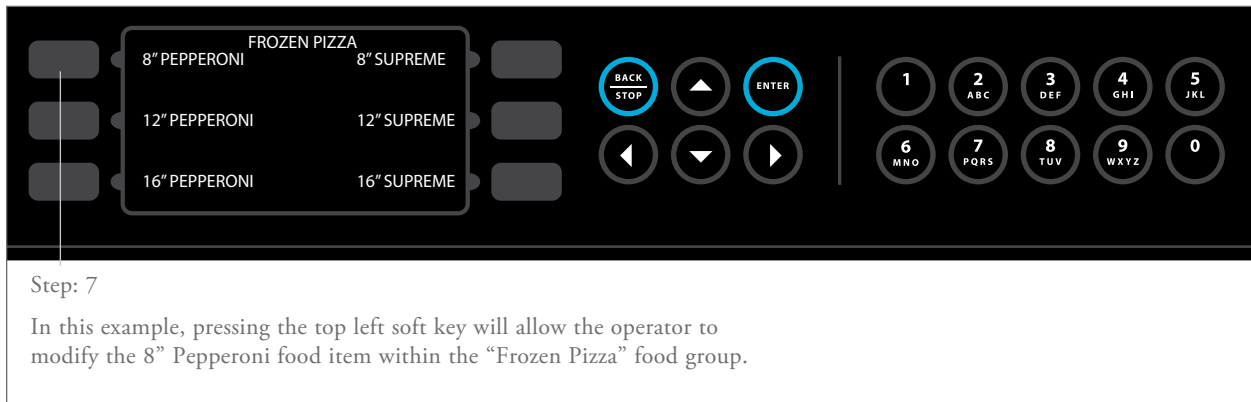 FROZEN PIZZA
8” PEPPERONI 8” SUPREME
12” PEPPERONI 12” SUPREME
16” PEPPERONI 16” SUPREME
BACK
STOP
ENTER
1 2 3 4 5
ABC DEF GHI JKL
6 7 8 9 0
MNO PQRS TUV WXYZ
Step: 7
In this example, pressing the top left soft key will allow the operator to
modify the 8” Pepperoni food item within the “Frozen Pizza” food group.